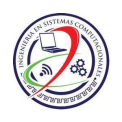 INGENIERÍA EN SISTEMAS COMPUTACIONALES